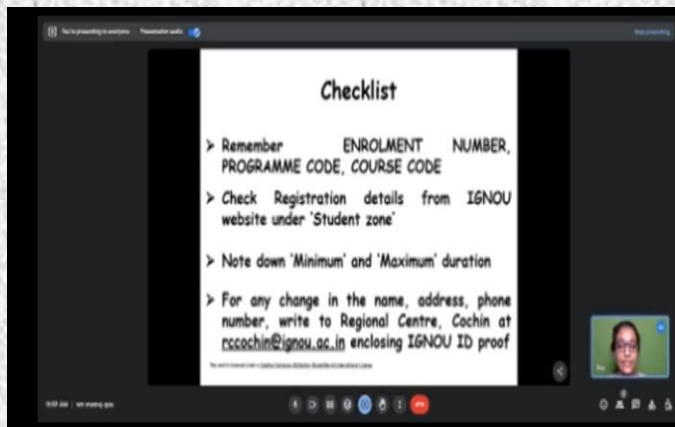 You're presenting to everyone Presentation audio
Stop presenting
Checklist
➢ Remember ENROLMENT NUMBER,
PROGRAMME CODE, COURSE CODE
➢ Check Registration details from IGNOU
website under 'Student zone'
➢ Note down 'Minimum' and 'Maximum' duration
➢ For any change in the name, address, phone
number, write to Regional Centre, Cochin at
rccochin@ignou.ac.in enclosing IGNOU ID proof